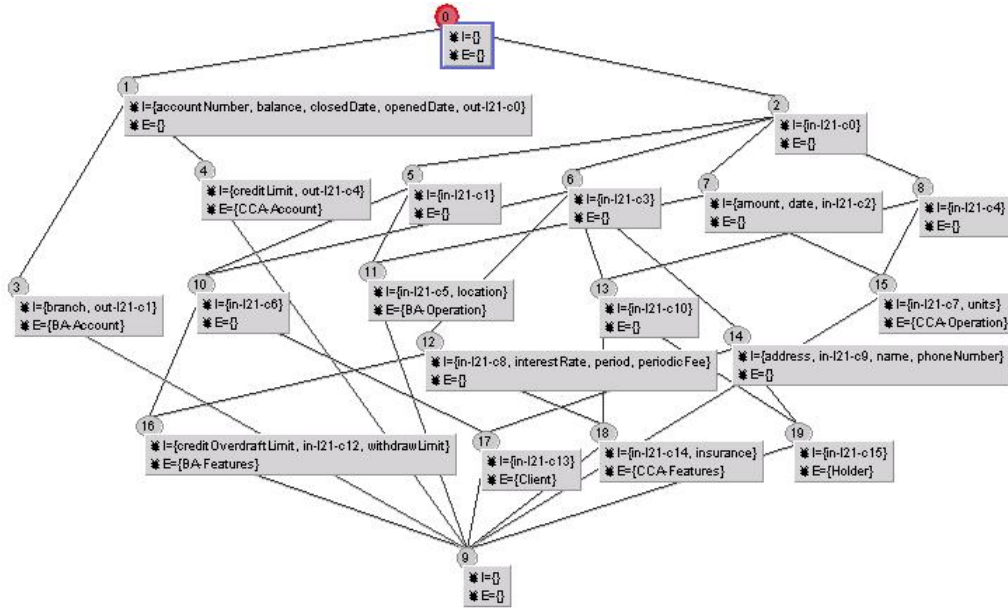 0
I={}
E={}
1
I={accountNumber, balance, closedDate, openedDate, out-l21-c0}
E={}
2
I={in-l21-c0}
E={}
4
I={creditLimit, out-l21-c4}
E={CCA-Account}
5
I={in-l21-c1}
E={}
6
I={in-l21-c3}
E={}
7
I={amount, date, in-l21-c2}
E={}
8
I={in-l21-c4}
E={}
3
I={branch, out-l21-c1}
E={BA-Account}
10
I={in-l21-c6}
E={}
11
I={in-l21-c5, location}
E={BA-Operation}
13
I={in-l21-c10}
E={}
15
I={in-l21-c7, units}
E={CCA-Operation}
12
I={in-l21-c8, interestRate, period, periodicFee}
E={}
14
I={address, in-l21-c9, name, phoneNumber}
E={}
16
I={creditOverdraftLimit, in-l21-c12, withdrawLimit}
E={BA-Features}
17
I={in-l21-c13}
E={Client}
18
I={in-l21-c14, insurance}
E={CCA-Features}
19
I={in-l21-c15}
E={Holder}
9
I={}
E={}